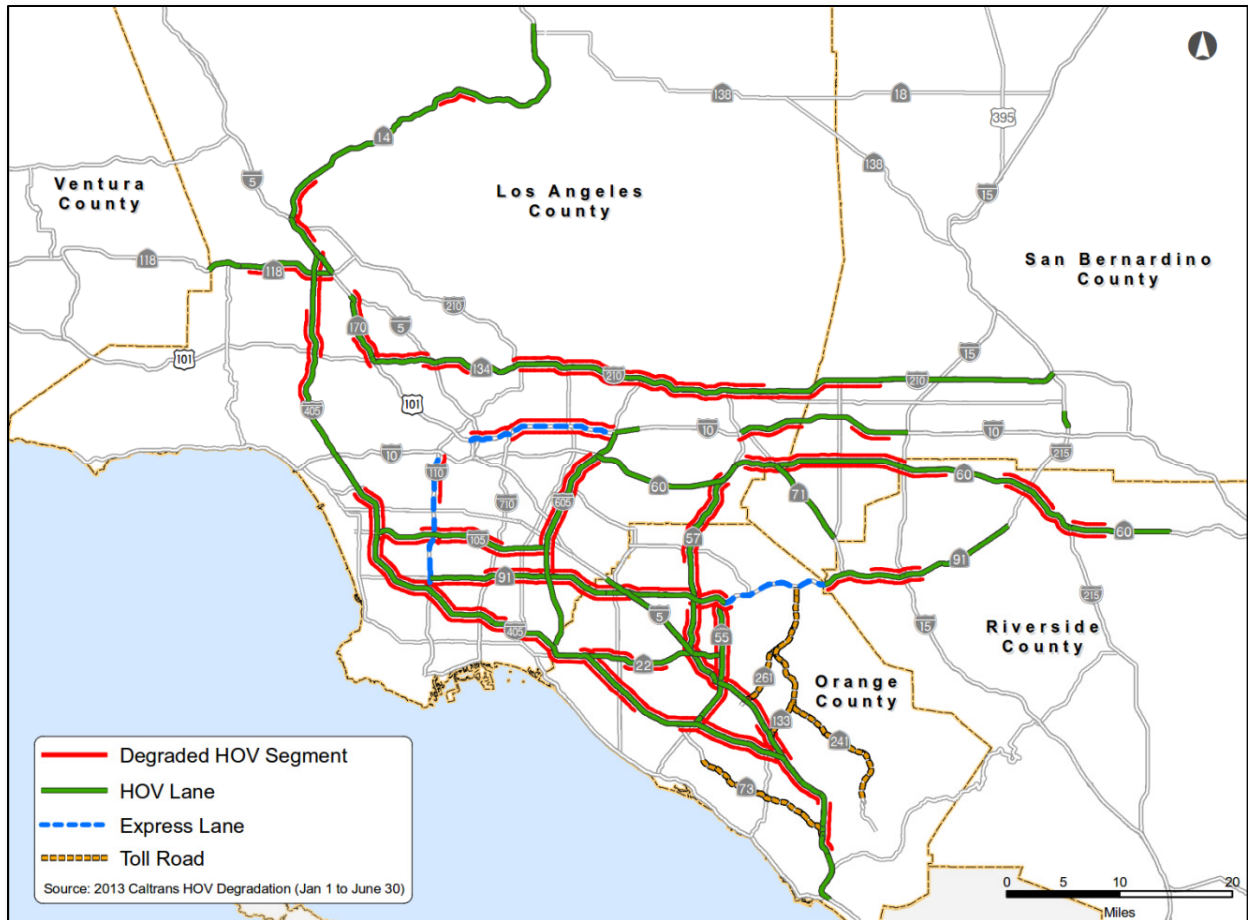 138
18
395
14
138
5
15
Ventura
County
Los Angeles
County
118
118
San Bernardino
County
210
170
5
15
101
134
210
210
101
405
10
10
10
110
215
60
60
71
605
710
57
105
60
91
91
5
405
55
215
22
15
Riverside
County
261
Orange
County
133
241
73
Degraded HOV Segment
HOV Lane
Express Lane
Toll Road
Source: 2013 Caltrans HOV Degradation (Jan 1 to June 30)
0 5 10 20
Miles